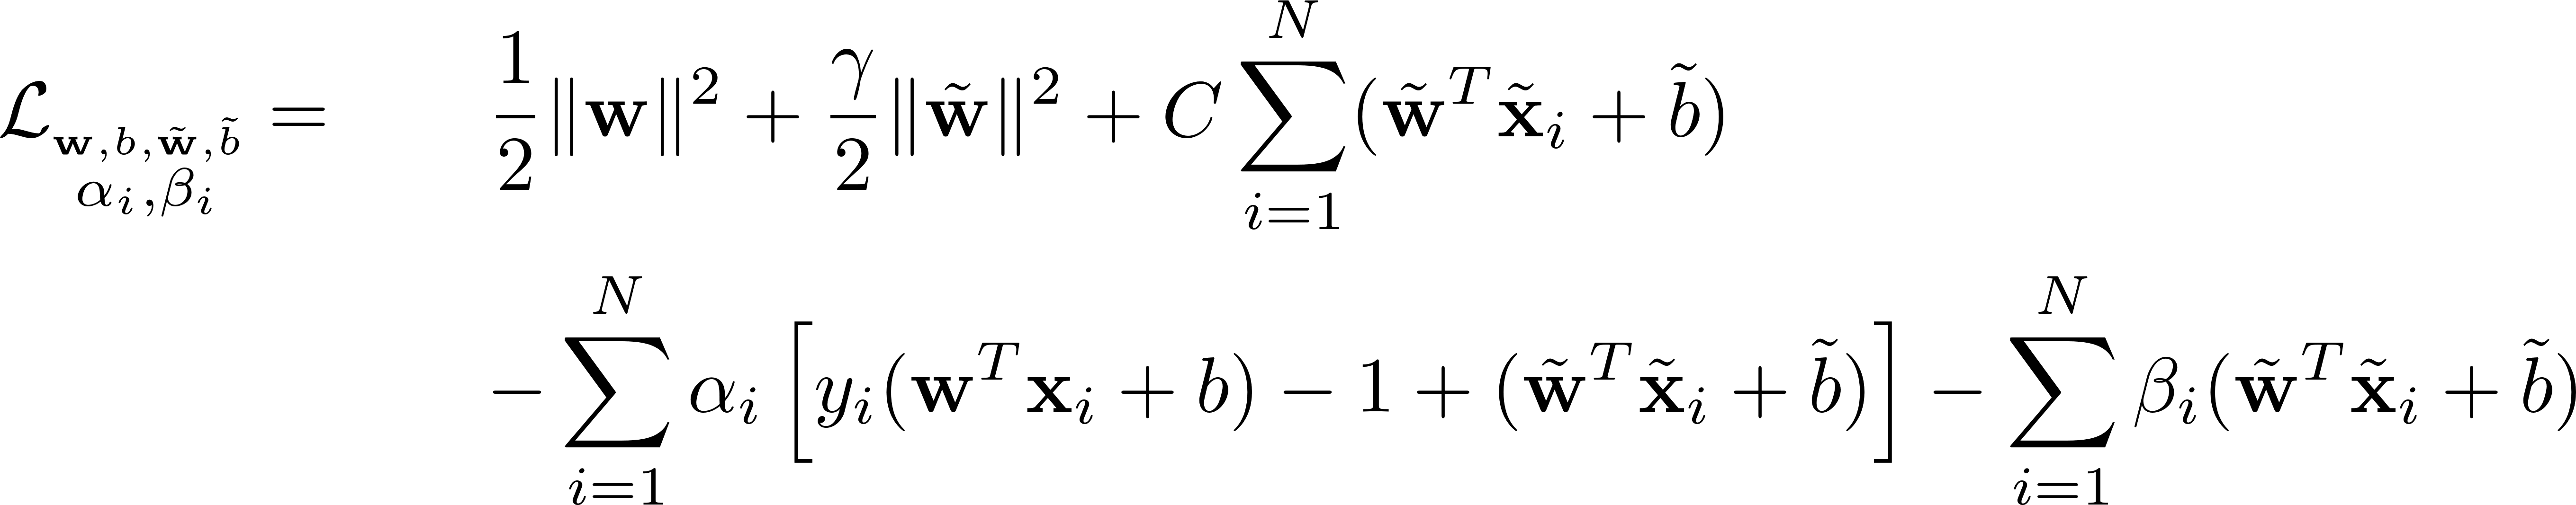 \mathcal{L}_{\substack{\mathbf{w},b,\tilde{\mathbf{w}},\tilde{b} \\ \alpha_i,\beta_i}} = \frac{1}{2}\|\mathbf{w}\|^2 + \frac{\gamma}{2}\|\tilde{\mathbf{w}}\|^2 + C\sum_{i=1}^{N}(\tilde{\mathbf{w}}^T\tilde{\mathbf{x}}_i + \tilde{b})
-\sum_{i=1}^{N}\alpha_i\left[y_i(\mathbf{w}^T\mathbf{x}_i + b) - 1 + (\tilde{\mathbf{w}}^T\tilde{\mathbf{x}}_i + \tilde{b})\right] - \sum_{i=1}^{N}\beta_i(\tilde{\mathbf{w}}^T\tilde{\mathbf{x}}_i + \tilde{b})